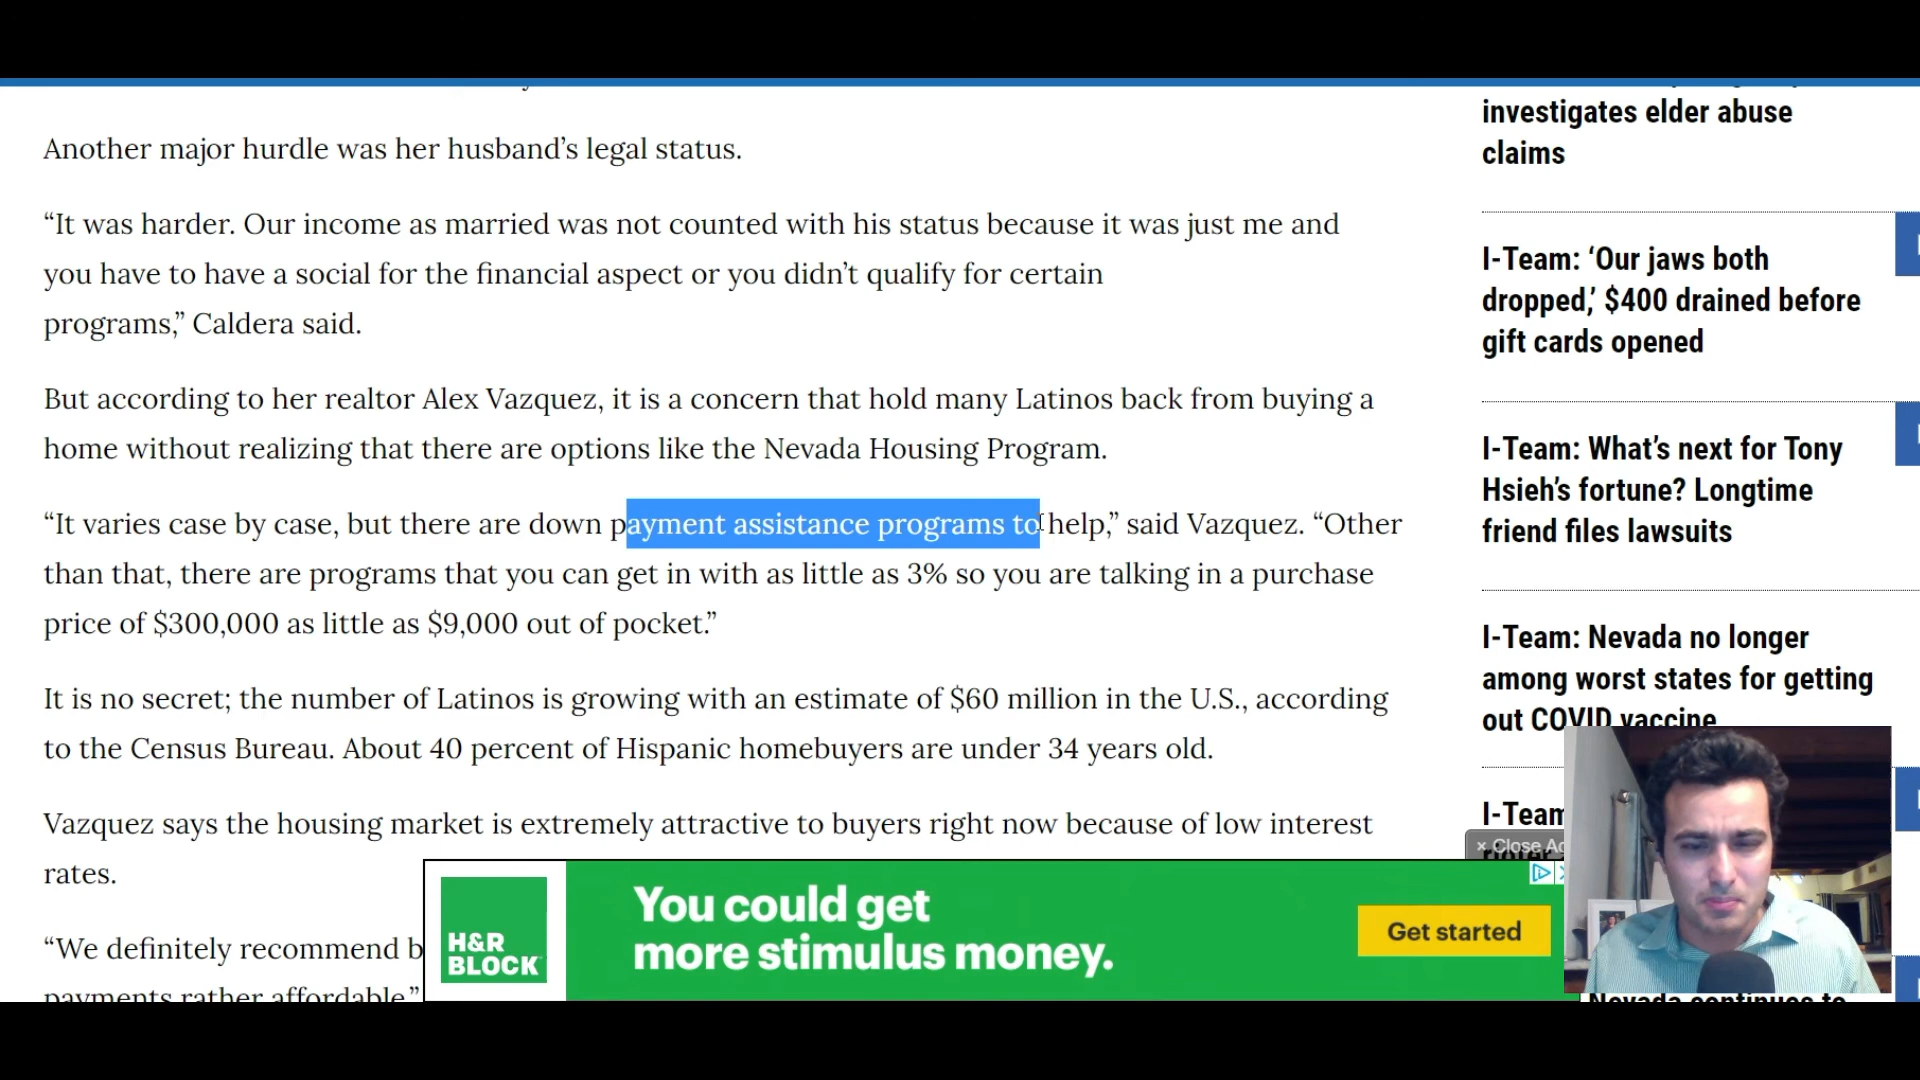 Another major hurdle was her husband’s legal status.
“It was harder. Our income as married was not counted with his status because it was just me and
you have to have a social for the financial aspect or you didn’t qualify for certain
programs,” Caldera said.
But according to her realtor Alex Vazquez, it is a concern that hold many Latinos back from buying a
home without realizing that there are options like the Nevada Housing Program.
“It varies case by case, but there are down payment assistance programs to help,” said Vazquez. “Other
than that, there are programs that you can get in with as little as 3% so you are talking in a purchase
price of $300,000 as little as $9,000 out of pocket.”
It is no secret; the number of Latinos is growing with an estimate of $60 million in the U.S., according
to the Census Bureau. About 40 percent of Hispanic homebuyers are under 34 years old.
Vazquez says the housing market is extremely attractive to buyers right now because of low interest
rates.
“We definitely recommend b
payments rather affordable.”
investigates elder abuse
claims
I-Team: ‘Our jaws both
dropped,’ $400 drained before
gift cards opened
I-Team: What’s next for Tony
Hsieh’s fortune? Longtime
friend files lawsuits
I-Team: Nevada no longer
among worst states for getting
out COVID vaccine
I-Team
× Close Ad
H&R
BLOCK
You could get
more stimulus money.
Get started
Nevada continues to